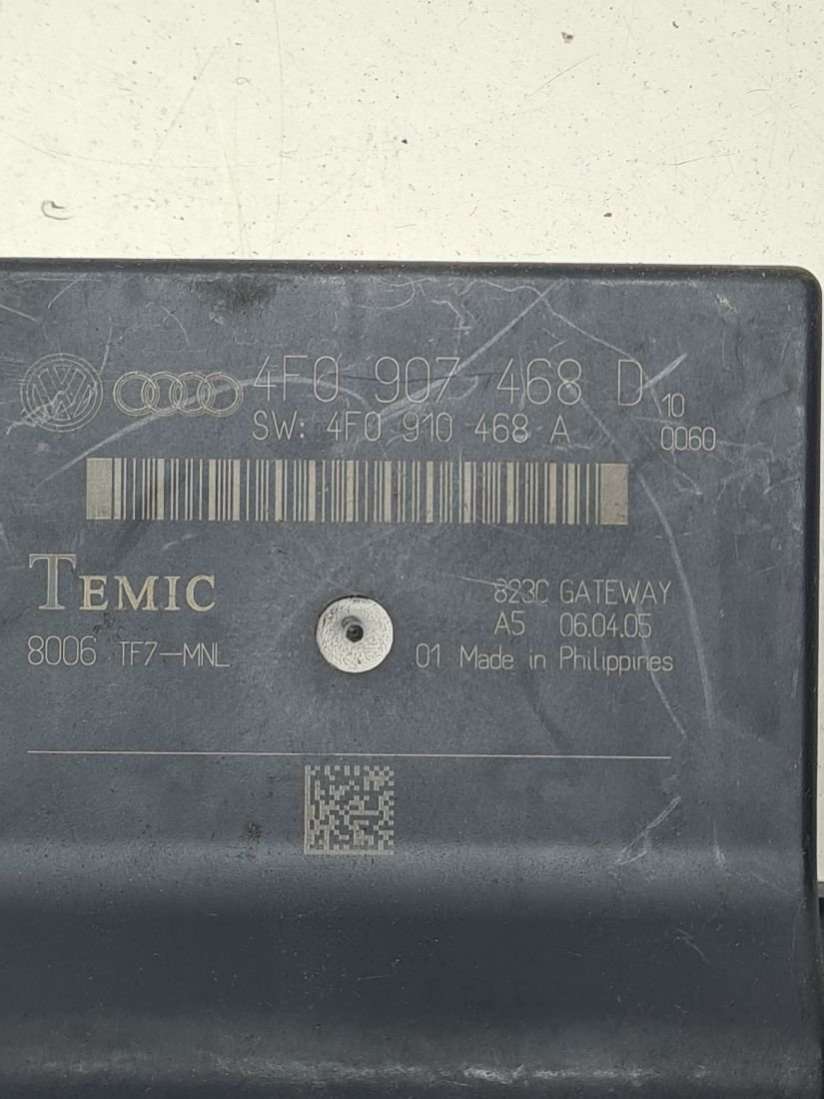 4F0 907 468 D
SW: 4F0 910 468 A
10
0060
TEMIC
8006 TF7-MNL
823C GATEWAY
A5 06.04.05
01 Made in Philippines